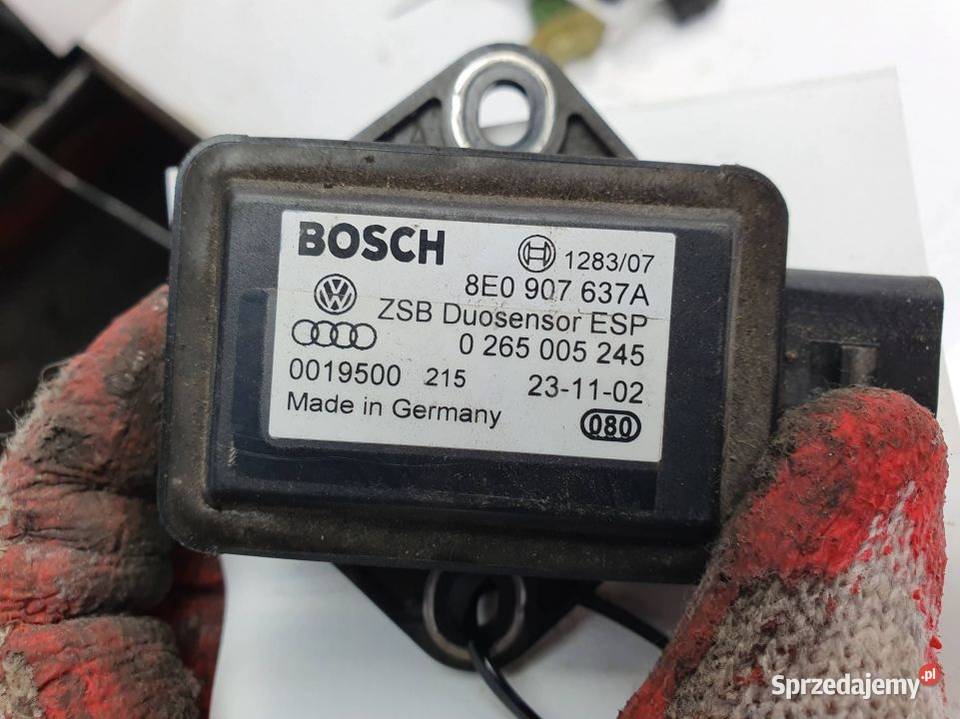 BOSCH
1283/07
8E0 907 637A
ZSB Duosensor ESP
0 265 005 245
0019500 215 23-11-02
Made in Germany
080
Sprzedajemy.pl